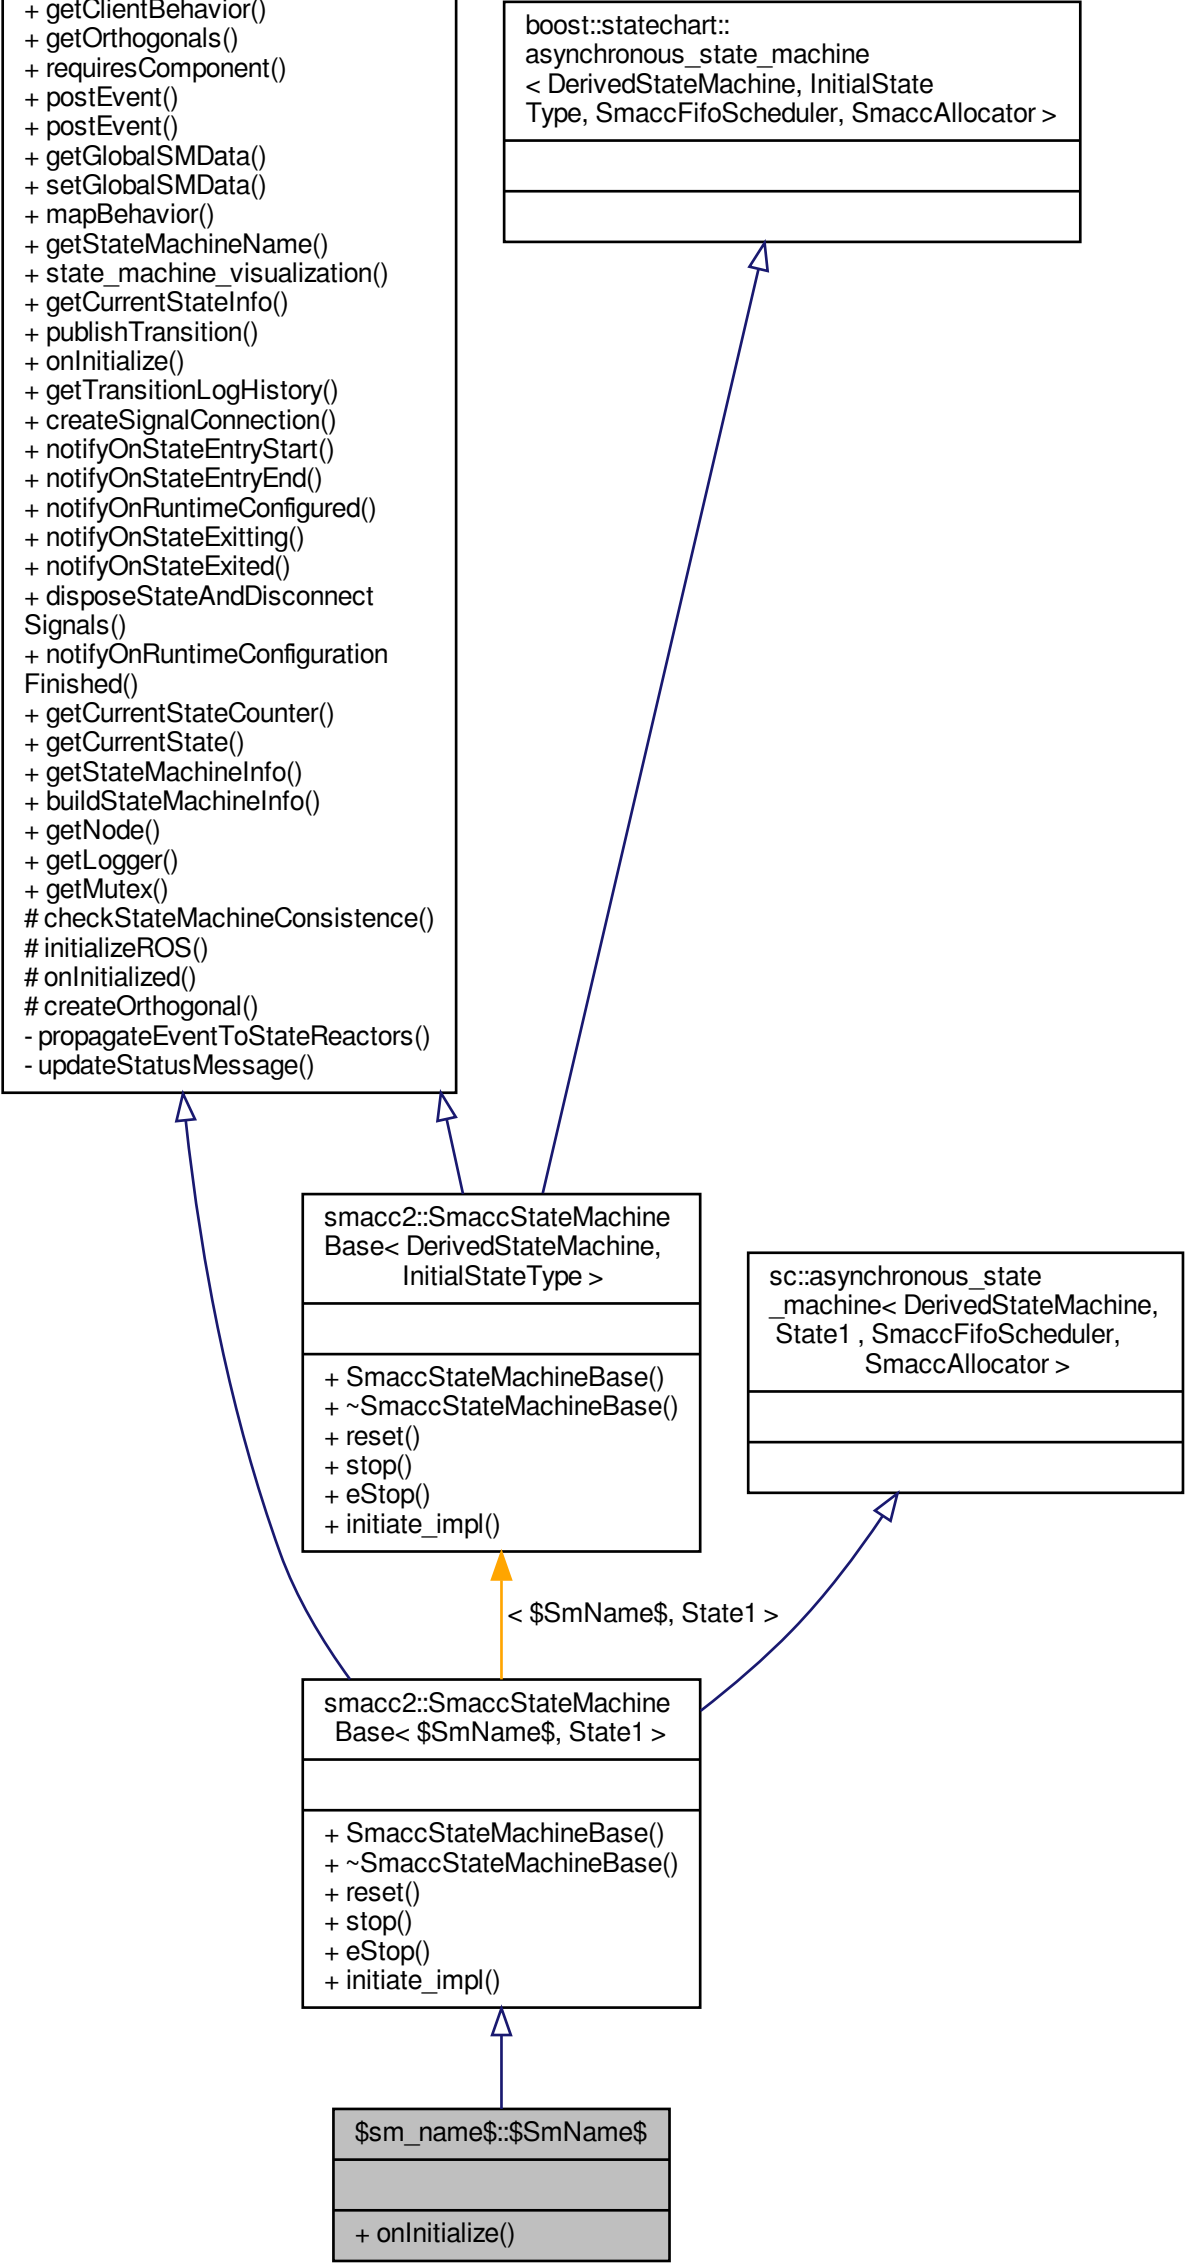 + getClientBehavior()
+ getOrthogonals()
+ requiresComponent()
+ postEvent()
+ postEvent()
+ getGlobalSMData()
+ setGlobalSMData()
+ mapBehavior()
+ getStateMachineName()
+ state_machine_visualization()
+ getCurrentStateInfo()
+ publishTransition()
+ onInitialize()
+ getTransitionLogHistory()
+ createSignalConnection()
+ notifyOnStateEntryStart()
+ notifyOnStateEntryEnd()
+ notifyOnRuntimeConfigured()
+ notifyOnStateExitting()
+ notifyOnStateExited()
+ disposeStateAndDisconnect
Signals()
+ notifyOnRuntimeConfiguration
Finished()
+ getCurrentStateCounter()
+ getCurrentState()
+ getStateMachineInfo()
+ buildStateMachineInfo()
+ getNode()
+ getLogger()
+ getMutex()
# checkStateMachineConsistence()
# initializeROS()
# onInitialized()
# createOrthogonal()
- propagateEventToStateReactors()
- updateStatusMessage()
boost::statechart::
asynchronous_state_machine
< DerivedStateMachine, InitialState
Type, SmaccFifoScheduler, SmaccAllocator >
smacc2::SmaccStateMachine
Base< DerivedStateMachine,
InitialStateType >
+ SmaccStateMachineBase()
+ ~SmaccStateMachineBase()
+ reset()
+ stop()
+ eStop()
+ initiate_impl()
sc::asynchronous_state
_machine< DerivedStateMachine,
State1 , SmaccFifoScheduler,
SmaccAllocator >
< $SmName$, State1 >
smacc2::SmaccStateMachine
Base< $SmName$, State1 >
+ SmaccStateMachineBase()
+ ~SmaccStateMachineBase()
+ reset()
+ stop()
+ eStop()
+ initiate_impl()
$sm_name$::$SmName$
+ onInitialize()